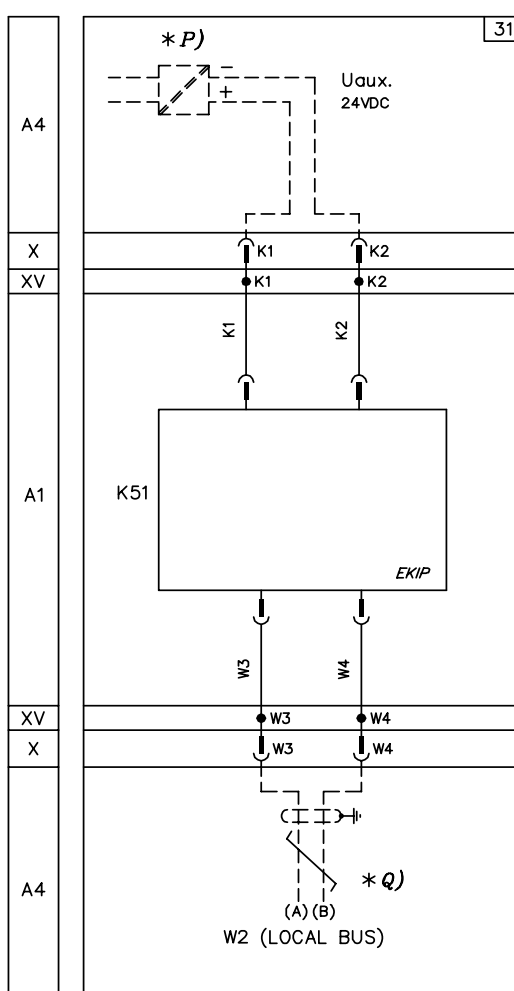 31
* P)
−
+
Uaux.
24VDC
A4
X
K1
K2
XV
K1
K2
K1
K2
A1
K51
EKIP
W3
W4
XV
W3
W4
X
W3
W4
A4
* Q)
(A) (B)
W2 (LOCAL BUS)